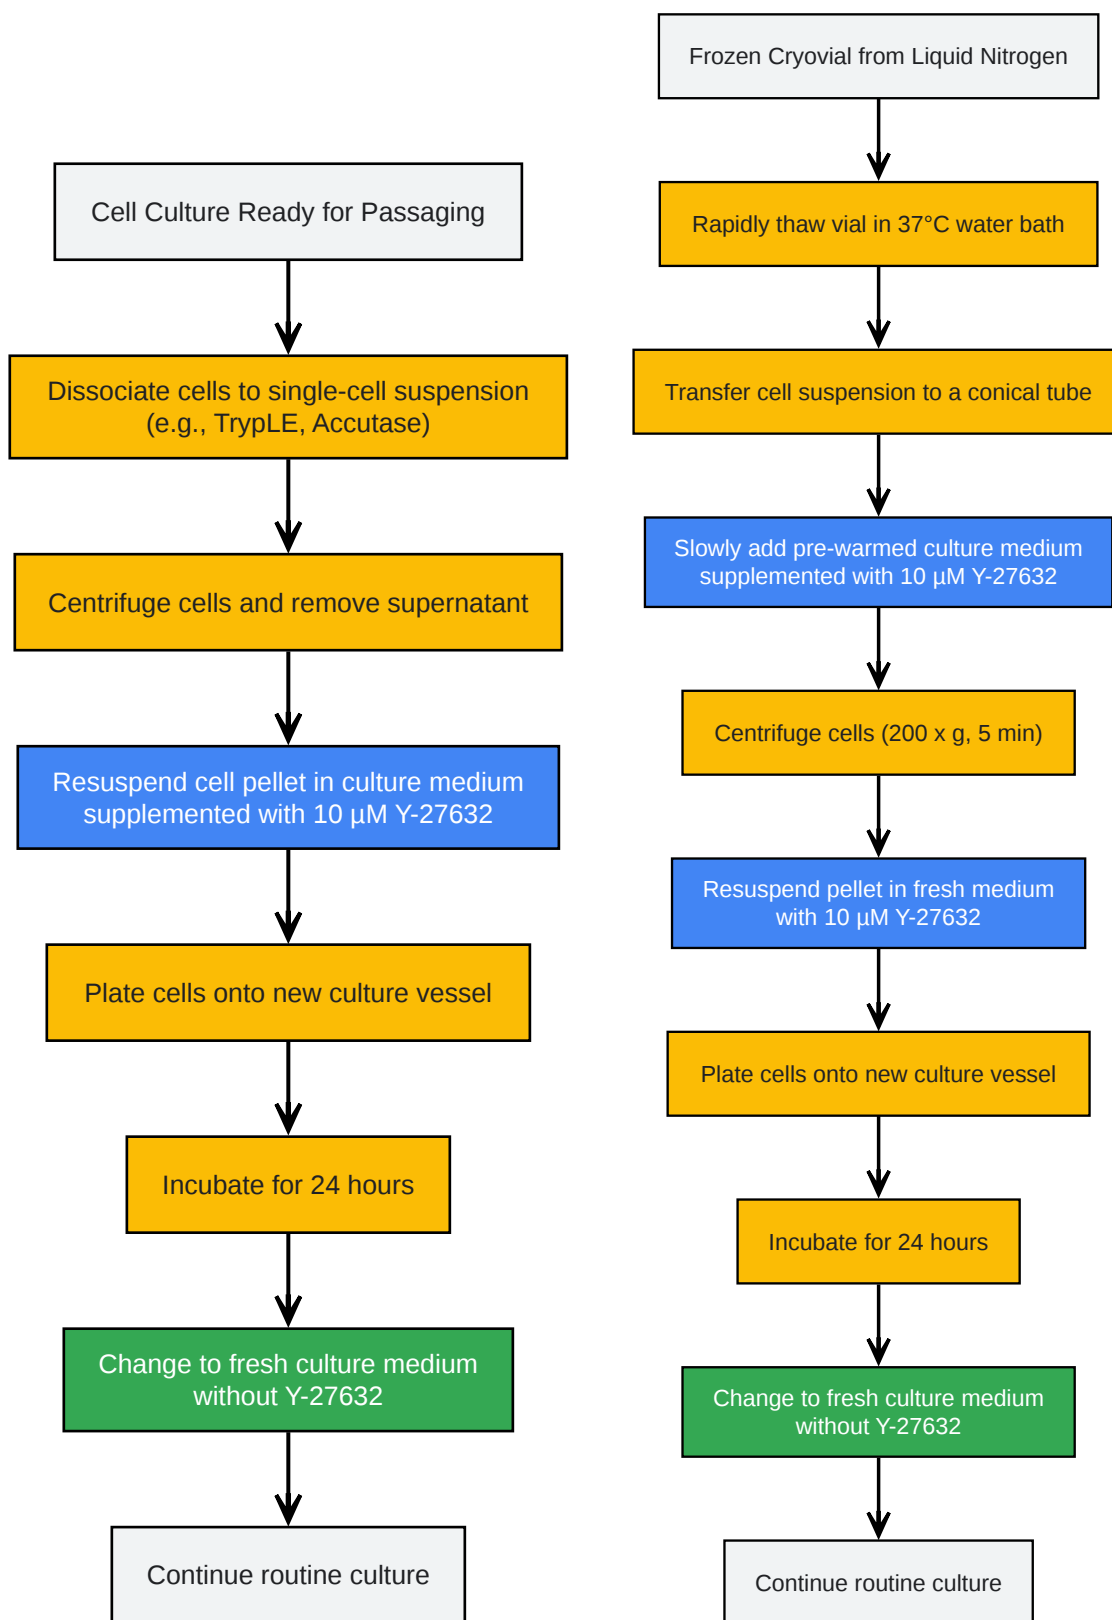 Cell Culture Ready for Passaging
Dissociate cells to single-cell suspension
(e.g., TrypLE, Accutase)
Centrifuge cells and remove supernatant
Resuspend cell pellet in culture medium
supplemented with 10 µM Y-27632
Plate cells onto new culture vessel
Incubate for 24 hours
Change to fresh culture medium
without Y-27632
Continue routine culture
Frozen Cryovial from Liquid Nitrogen
Rapidly thaw vial in 37°C water bath
Transfer cell suspension to a conical tube
Slowly add pre-warmed culture medium
supplemented with 10 µM Y-27632
Centrifuge cells (200 x g, 5 min)
Resuspend pellet in fresh medium
with 10 µM Y-27632
Plate cells onto new culture vessel
Incubate for 24 hours
Change to fresh culture medium
without Y-27632
Continue routine culture